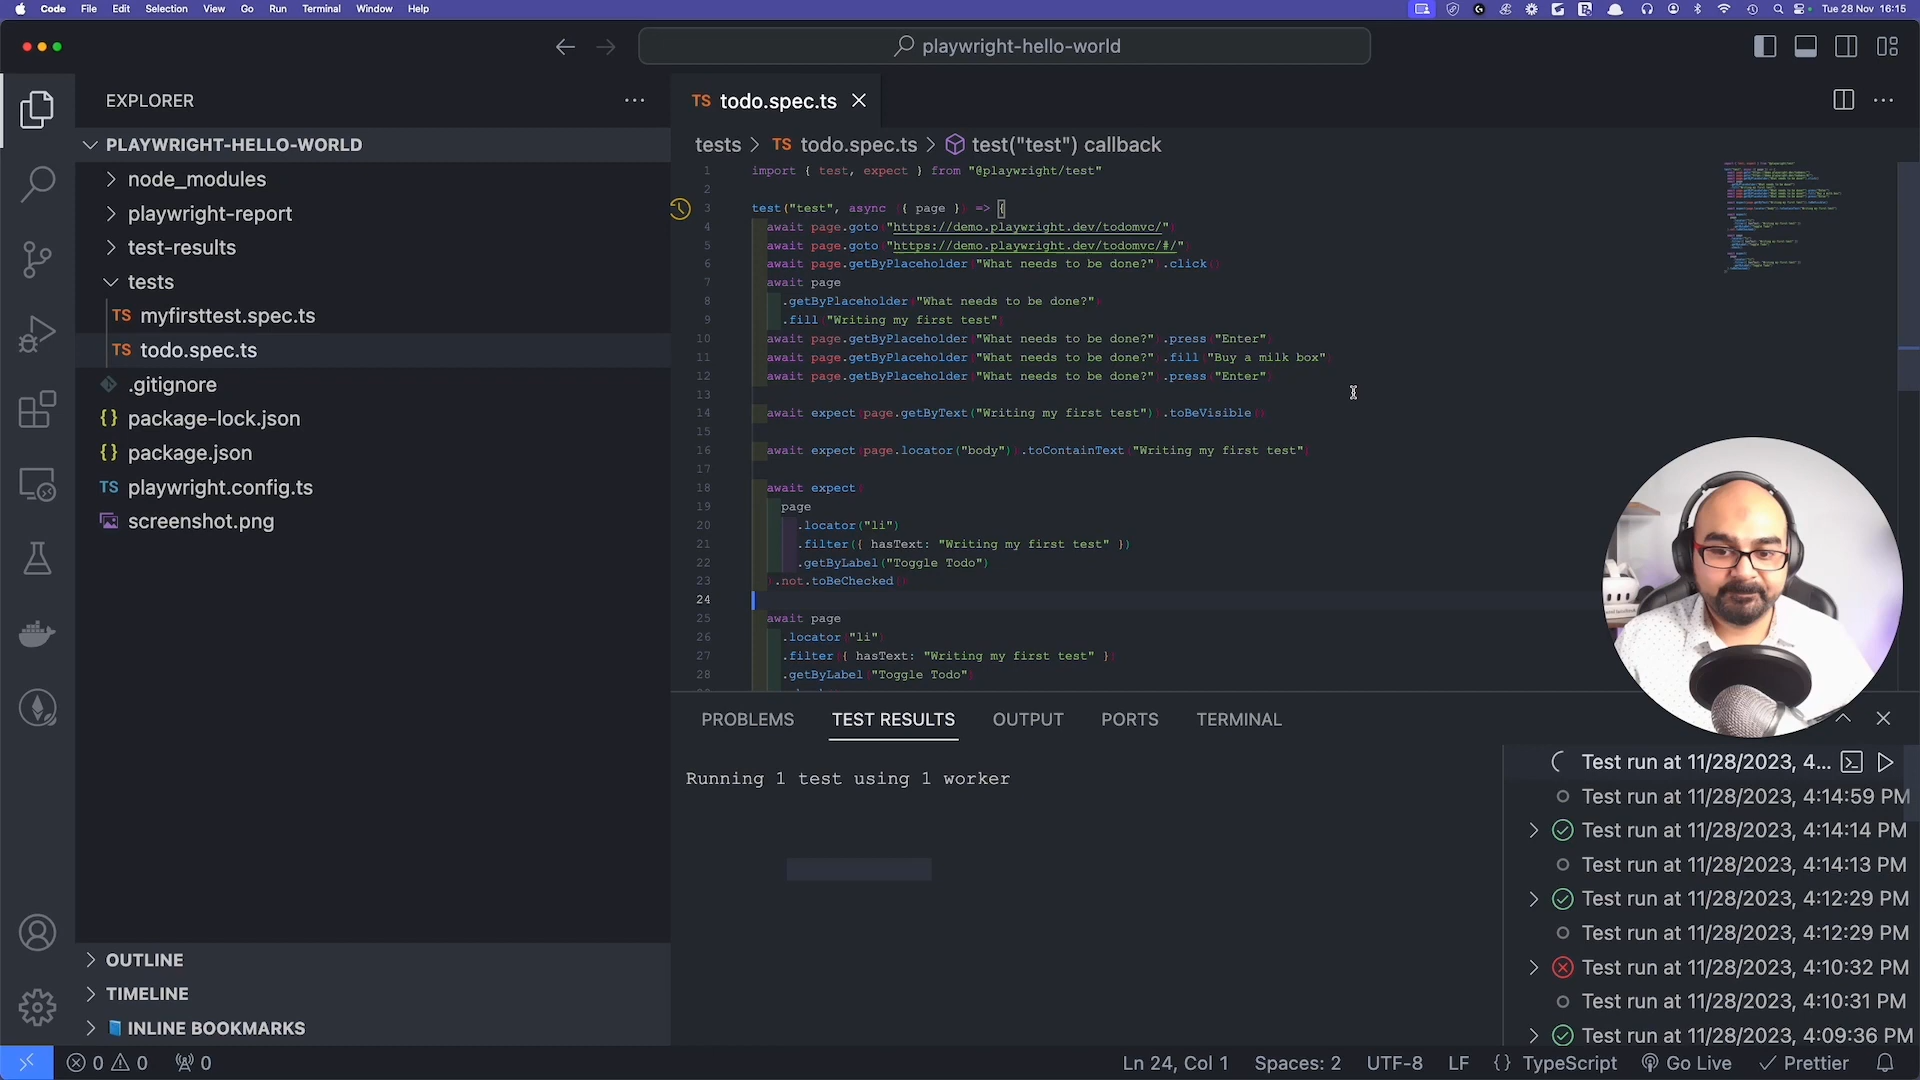 Code File Edit Selection View Go Run Terminal Window Help
Tue 28 Nov 16:15
playwright-hello-world
EXPLORER
PLAYWRIGHT-HELLO-WORLD
node_modules
playwright-report
test-results
tests
TS myfirsttest.spec.ts
TS todo.spec.ts
.gitignore
{} package-lock.json
{} package.json
TS playwright.config.ts
screenshot.png
OUTLINE
TIMELINE
INLINE BOOKMARKS
TS todo.spec.ts
tests > TS todo.spec.ts > test("test") callback
1 import { test, expect } from "@playwright/test"
2
3 test("test", async ({ page }) => {
4 await page.goto("https://demo.playwright.dev/todomvc/")
5 await page.goto("https://demo.playwright.dev/todomvc/#/")
6 await page.getByPlaceholder("What needs to be done?").click()
7 await page
8 .getByPlaceholder("What needs to be done?")
9 .fill("Writing my first test")
10 await page.getByPlaceholder("What needs to be done?").press("Enter")
11 await page.getByPlaceholder("What needs to be done?").fill("Buy a milk box")
12 await page.getByPlaceholder("What needs to be done?").press("Enter")
13
14 await expect(page.getByText("Writing my first test")).toBeVisible()
15
16 await expect(page.locator("body")).toContainText("Writing my first test")
17
18 await expect(
19 page
20 .locator("li")
21 .filter({ hasText: "Writing my first test" })
22 .getByLabel("Toggle Todo")
23 ).not.toBeChecked()
24
25 await page
26 .locator("li")
27 .filter({ hasText: "Writing my first test" })
28 .getByLabel("Toggle Todo")
PROBLEMS TEST RESULTS OUTPUT PORTS TERMINAL
Running 1 test using 1 worker
Test run at 11/28/2023, 4...
Test run at 11/28/2023, 4:14:59 PM
Test run at 11/28/2023, 4:14:14 PM
Test run at 11/28/2023, 4:14:13 PM
Test run at 11/28/2023, 4:12:29 PM
Test run at 11/28/2023, 4:12:29 PM
Test run at 11/28/2023, 4:10:32 PM
Test run at 11/28/2023, 4:10:31 PM
Test run at 11/28/2023, 4:09:36 PM
0 0 0
Ln 24, Col 1 Spaces: 2 UTF-8 LF {} TypeScript Go Live Prettier